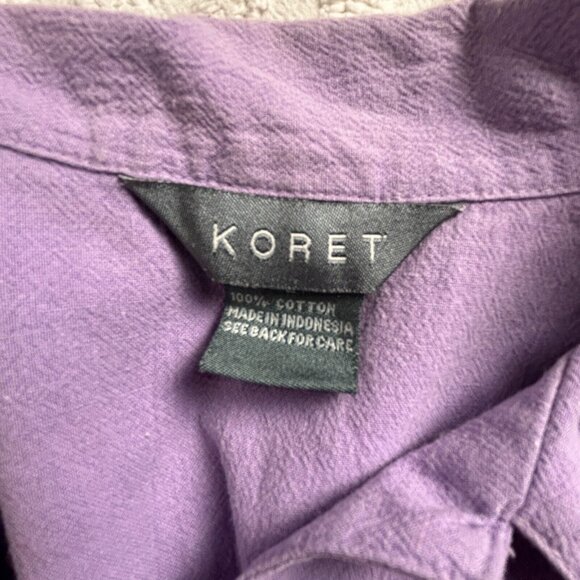 KORET
100% COTTON
MADE IN INDONESIA
SEE BACK FOR CARE